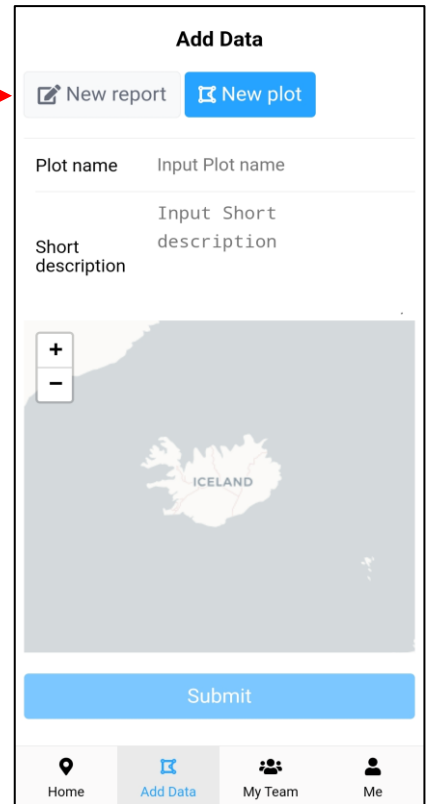 Add Data
New report New plot
Plot name Input Plot name
Input Short
description
Short
description
+
−
ICELAND
Submit
Home Add Data My Team Me